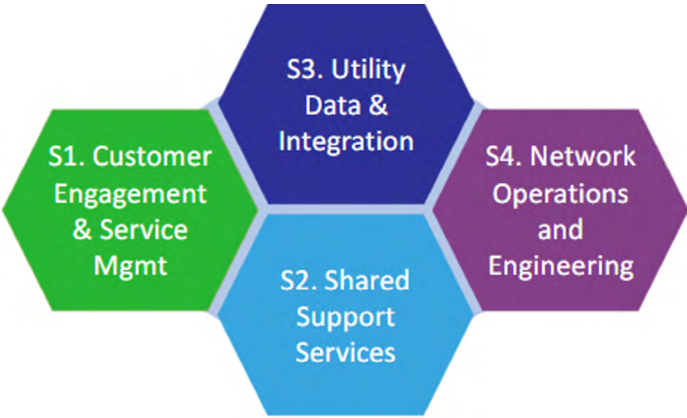 S3. Utility
Data &
Integration
S1. Customer
Engagement
& Service
Mgmt
S4. Network
Operations
and
Engineering
S2. Shared
Support
Services